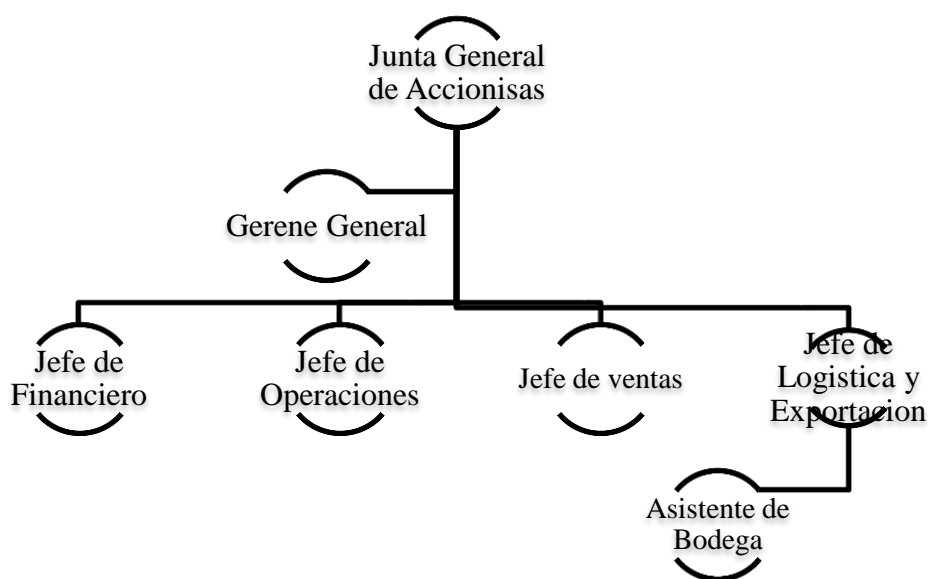 Junta General
de Accionisas
Gerene General
Jefe de
Financiero
Jefe de
Operaciones
Jefe de ventas
Jefe de
Logistica y
Exportacion
Asistente de
Bodega